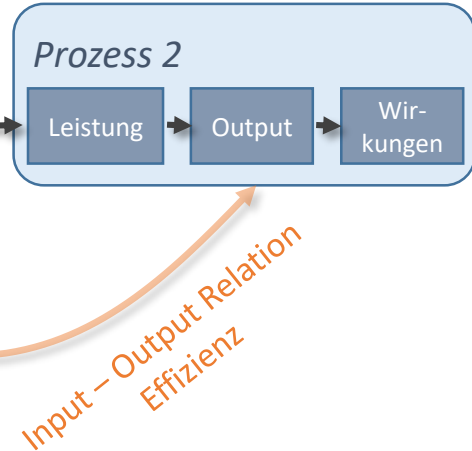 Prozess 2
Leistung
Output
Wir-
kungen
Input – Output Relation
Effizienz